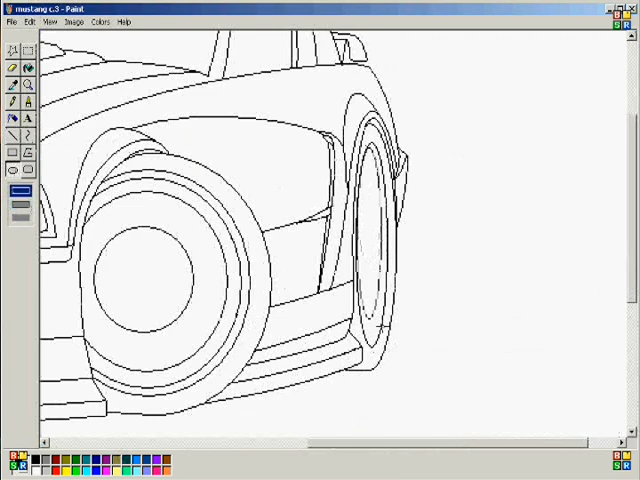 mustang c.3 - Paint
File Edit View Image Colors Help
A
B M
S R
B M
S R
B M
S R